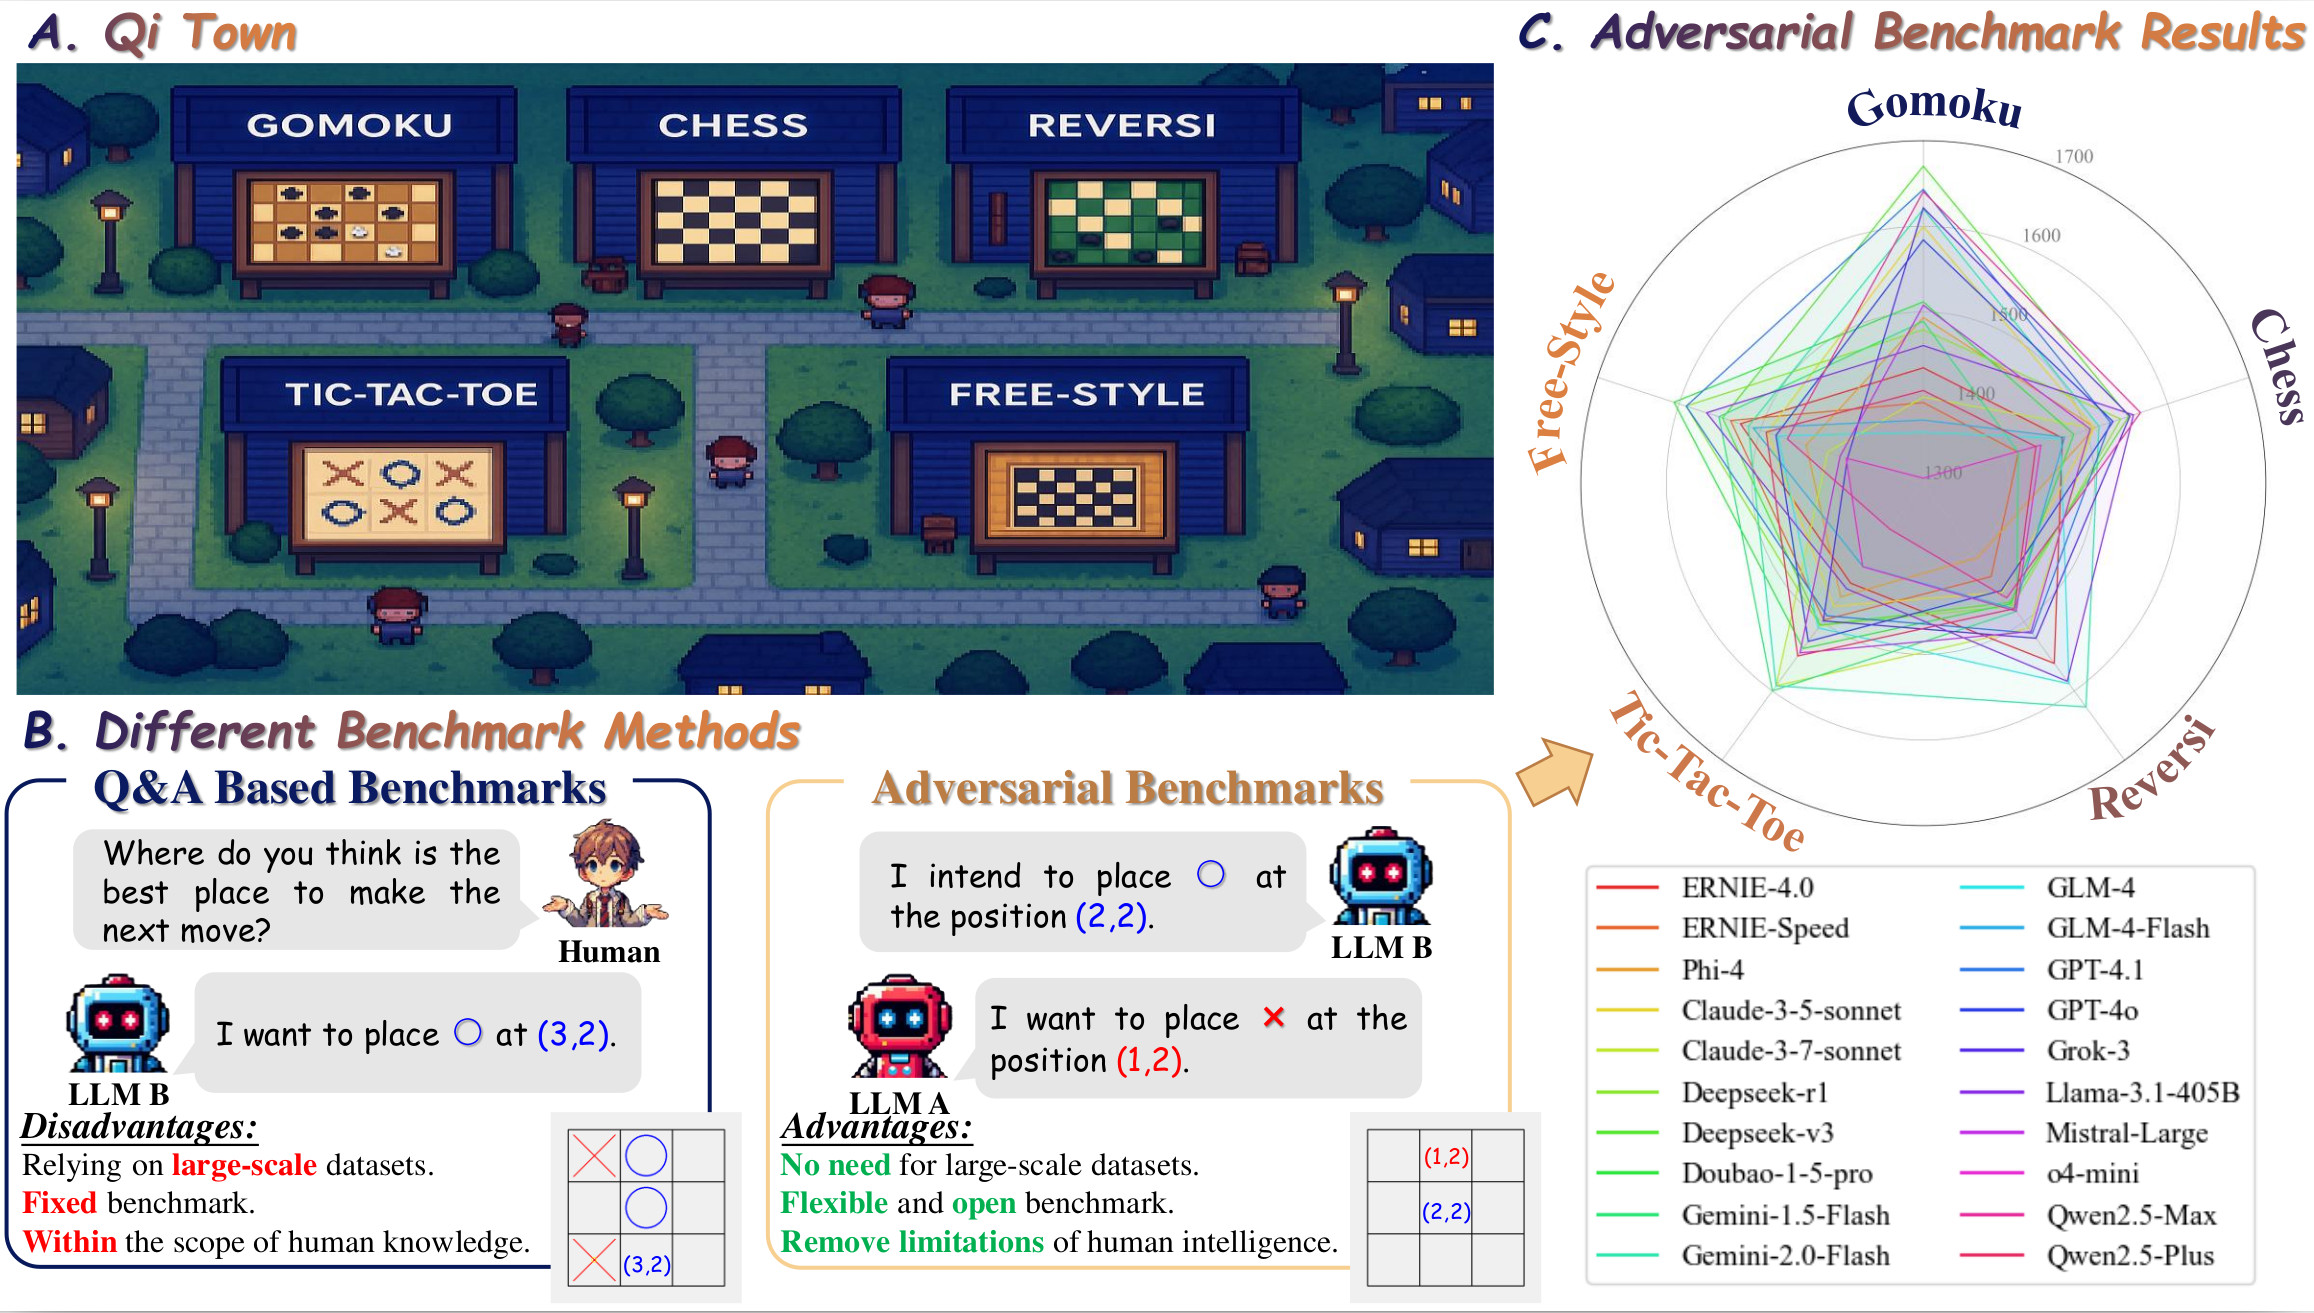 A. Qi Town
GOMOKU
CHESS
REVERSI
TIC-TAC-TOE
FREE-STYLE
B. Different Benchmark Methods
Q&A Based Benchmarks
Where do you think is the
best place to make the
next move?
Human
I want to place ○ at (3,2).
LLM B
Disadvantages:
Relying on large-scale datasets.
Fixed benchmark.
Within the scope of human knowledge.
(3,2)
Adversarial Benchmarks
I intend to place ○ at
the position (2,2).
LLM B
I want to place × at the
position (1,2).
LLM A
Advantages:
No need for large-scale datasets.
Flexible and open benchmark.
Remove limitations of human intelligence.
(1,2)
(2,2)
C. Adversarial Benchmark Results
Gomoku
Chess
Reversi
Tic-Tac-Toe
Free-Style
1700
1600
1500
1400
1300
ERNIE-4.0
ERNIE-Speed
Phi-4
Claude-3-5-sonnet
Claude-3-7-sonnet
Deepseek-r1
Deepseek-v3
Doubao-1-5-pro
Gemini-1.5-Flash
Gemini-2.0-Flash
GLM-4
GLM-4-Flash
GPT-4.1
GPT-4o
Grok-3
Llama-3.1-405B
Mistral-Large
o4-mini
Qwen2.5-Max
Qwen2.5-Plus